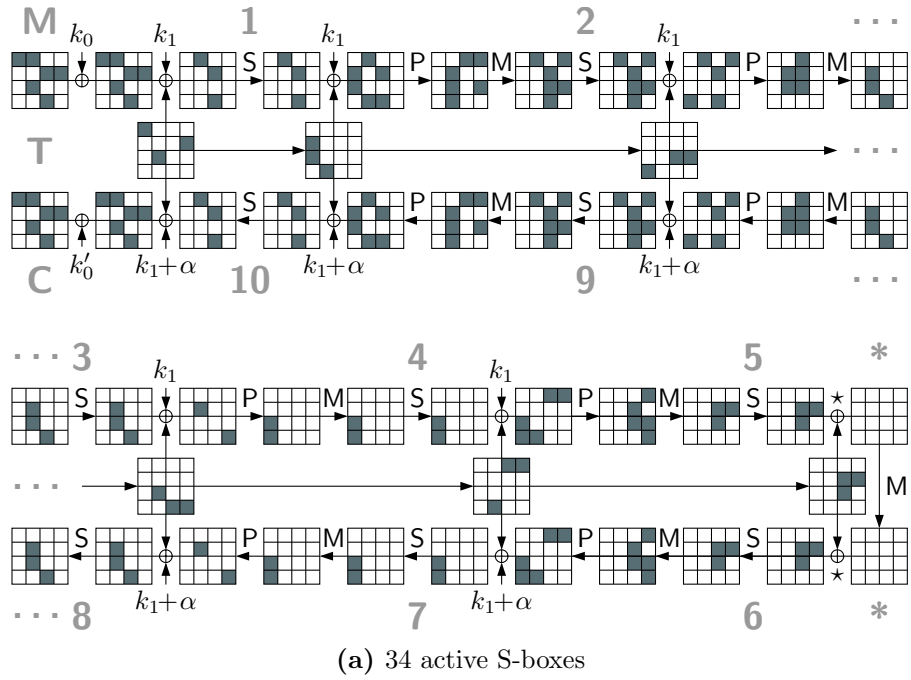 M 1 2 · · ·
k0 k1 k1 k1
S P M S P M
T · · ·
S P M S P M
k′0 k1+α k1+α k1+α
C 10 9 · · ·
· · · 3 4 5 *
k1 k1 ⋆
S P M S P M S
· · · M
S P M S P M S
k1+α k1+α ⋆
· · · 8 7 6 *
(a) 34 active S-boxes